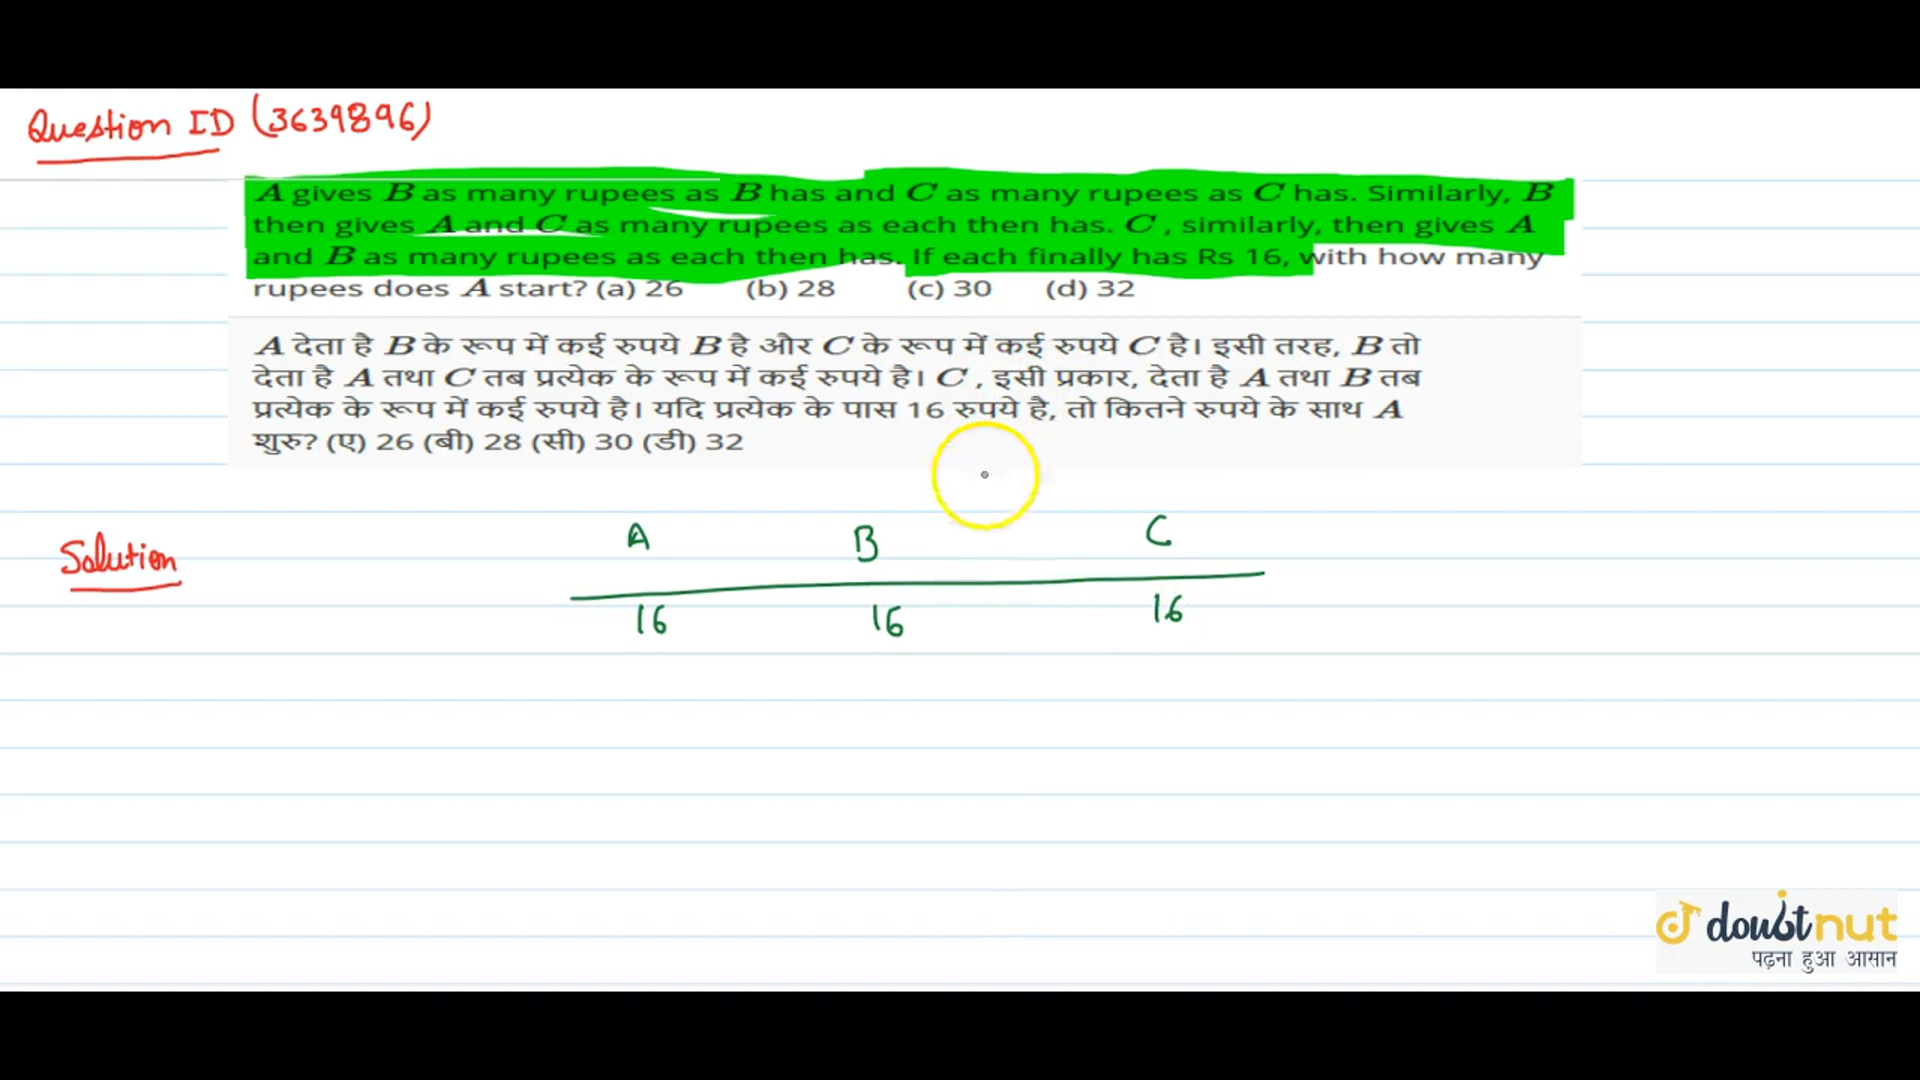 Question ID (3639896)
A gives B as many rupees as B has and C as many rupees as C has. Similarly, B
then gives A and C as many rupees as each then has. C , similarly, then gives A
and B as many rupees as each then has. If each finally has Rs 16, with how many
rupees does A start? (a) 26 (b) 28 (c) 30 (d) 32
A देता है B के रूप में कई रुपये B है और C के रूप में कई रुपये C है। इसी तरह, B तो
देता है A तथा C तब प्रत्येक के रूप में कई रुपये है। C , इसी प्रकार, देता है A तथा B तब
प्रत्येक के रूप में कई रुपये है। यदि प्रत्येक के पास 16 रुपये है, तो कितने रुपये के साथ A
शुरु? (ए) 26 (बी) 28 (सी) 30 (डी) 32
Solution
A B C
16 16 16
doubtnut
पढ़ना हुआ आसान